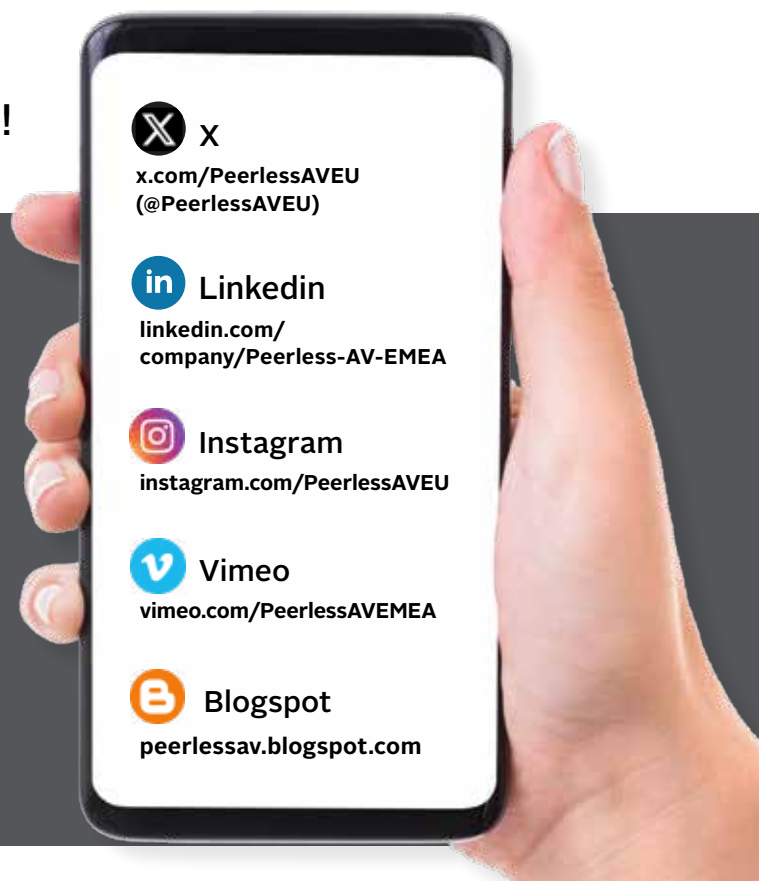 !
X
x.com/PeerlessAVEU
(@PeerlessAVEU)
in Linkedin
linkedin.com/
company/Peerless-AV-EMEA
Instagram
instagram.com/PeerlessAVEU
Vimeo
vimeo.com/PeerlessAVEMEA
Blogspot
peerlessav.blogspot.com